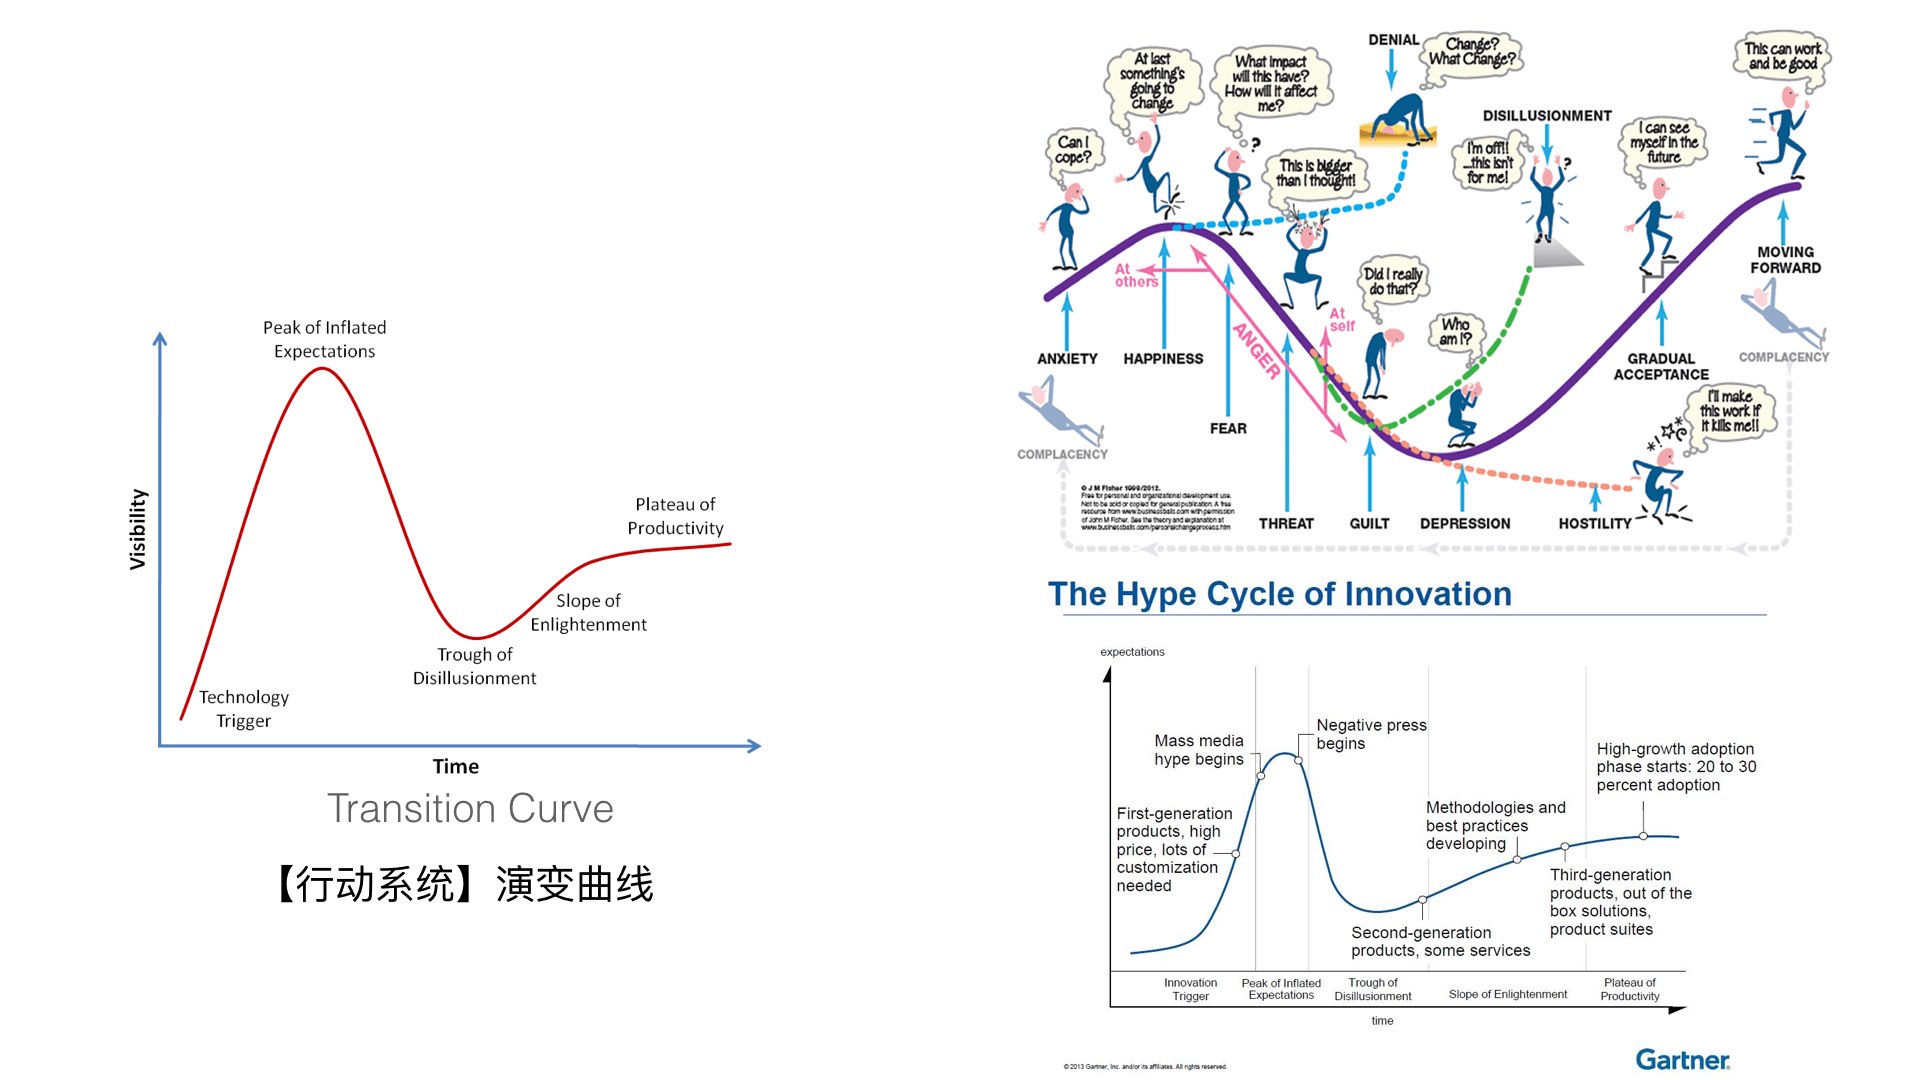 Peak of Inflated
Expectations
Visibility
Plateau of
Productivity
Slope of
Enlightenment
Trough of
Disillusionment
Technology
Trigger
Time
Transition Curve
【行动系统】演变曲线
DENIAL
Change?
What Change?
This can work
and be good
At last
something's
going to
change
What impact
will this have?
How will it affect
me?
DISILLUSIONMENT
Can I
cope?
?
This is bigger
than I thought!
I'm off!!
...this isn't
for me!
?
I can see
myself in the
future
At
others
Did I really
do that?
MOVING
FORWARD
ANGER
At
self
Who
am I?
ANXIETY
HAPPINESS
GRADUAL
ACCEPTANCE
COMPLACENCY
FEAR
I'll make
this work if
it kills me!!
COMPLACENCY
© J M Fisher 1999/2012.
Free for personal and organizational development use.
Not to be sold or copied for general publication. A free
resource from www.businessballs.com with permission
of John M Fisher. See the theory and explanation at
www.businessballs.com/personalchangeprocess.htm
THREAT
GUILT
DEPRESSION
HOSTILITY
The Hype Cycle of Innovation
expectations
Mass media
hype begins
Negative press
begins
High-growth adoption
phase starts: 20 to 30
percent adoption
First-generation
products, high
price, lots of
customization
needed
Methodologies and
best practices
developing
Third-generation
products, out of the
box solutions,
product suites
Second-generation
products, some services
Innovation
Trigger
Peak of Inflated
Expectations
Trough of
Disillusionment
Slope of Enlightenment
Plateau of
Productivity
time
© 2013 Gartner, Inc. and/or its affiliates. All rights reserved.
Gartner.